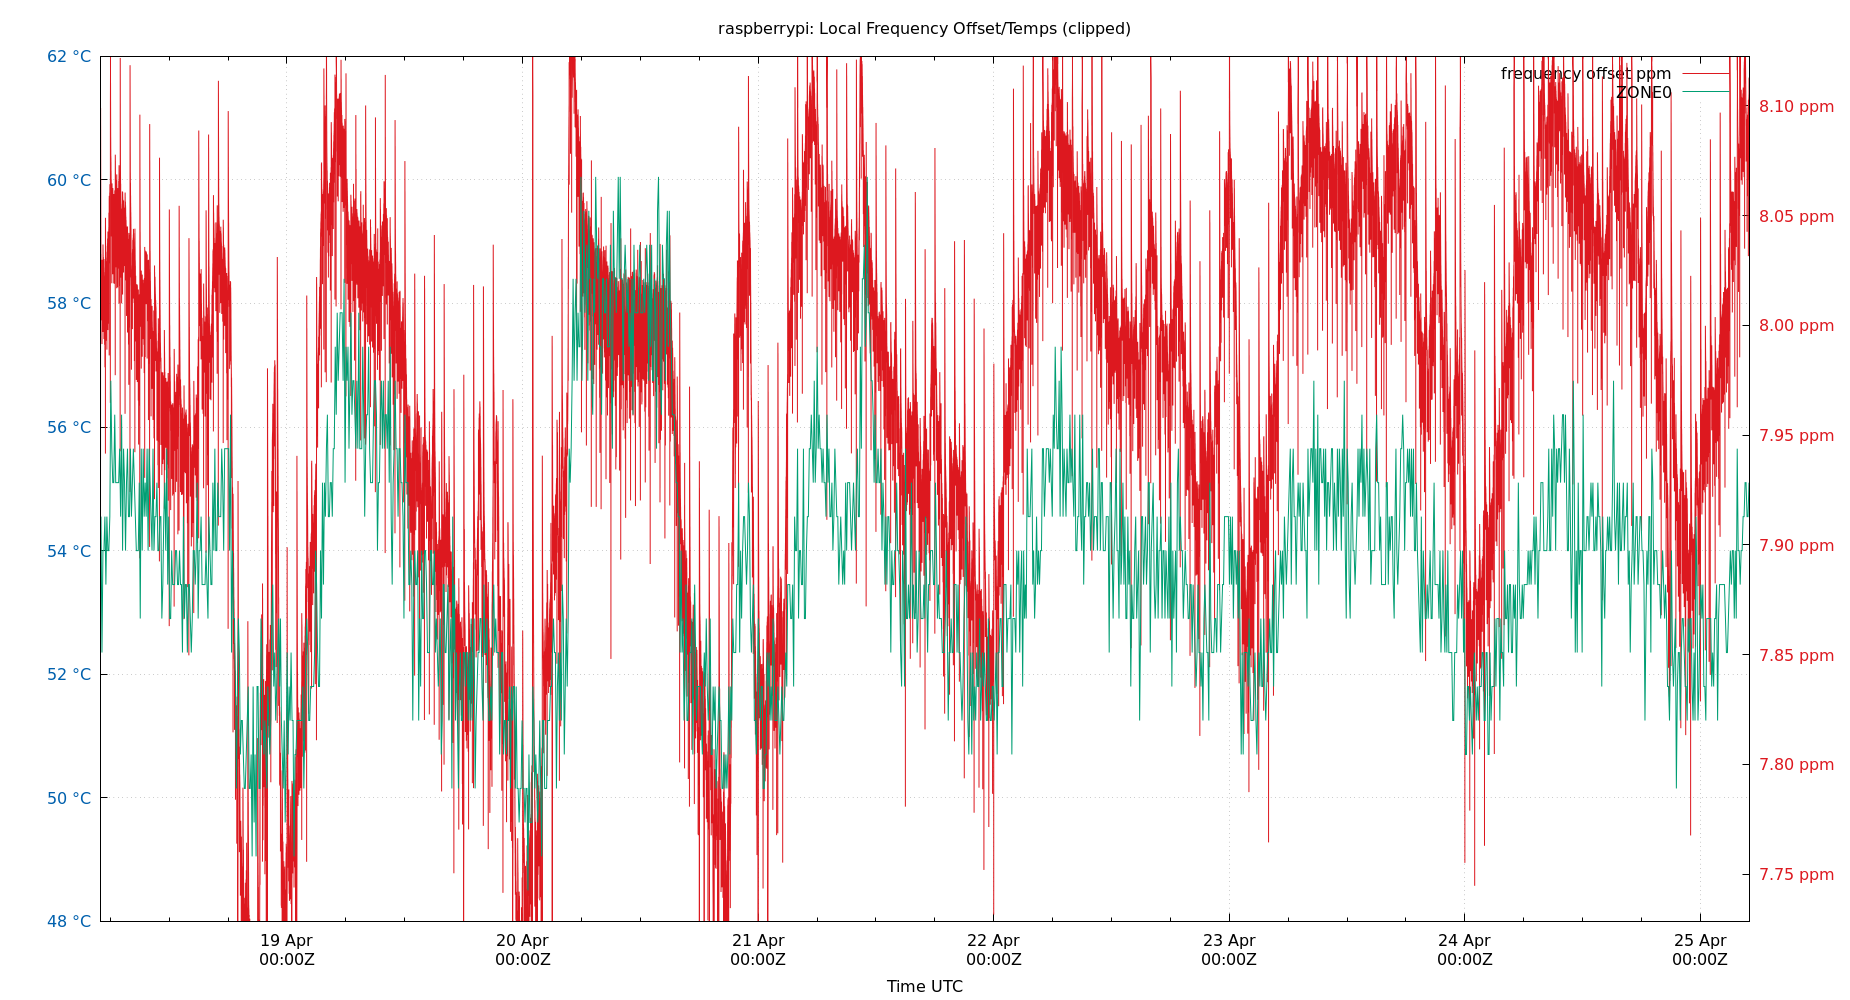 raspberrypi: Local Frequency Offset/Temps (clipped)
62 °C
60 °C
58 °C
56 °C
54 °C
52 °C
50 °C
48 °C
frequency offset ppm
ZONE0
8.10 ppm
8.05 ppm
8.00 ppm
7.95 ppm
7.90 ppm
7.85 ppm
7.80 ppm
7.75 ppm
19 Apr
00:00Z
20 Apr
00:00Z
21 Apr
00:00Z
22 Apr
00:00Z
23 Apr
00:00Z
24 Apr
00:00Z
25 Apr
00:00Z
Time UTC